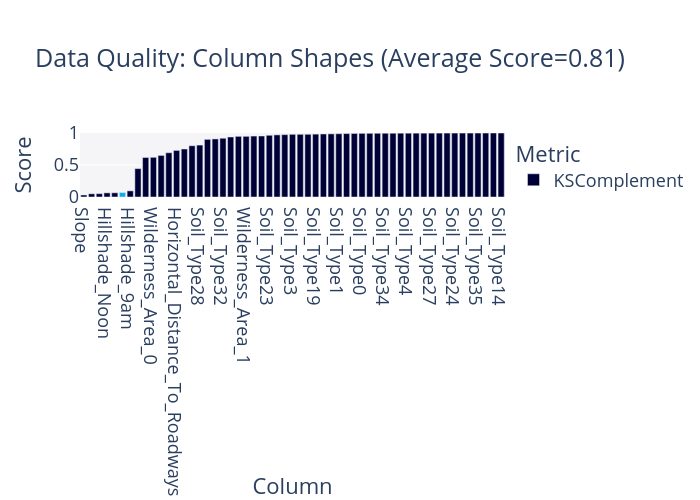 Data Quality: Column Shapes (Average Score=0.81)
Score
1
0.5
0
Metric
KSComplement
Slope
Hillshade_Noon
Hillshade_9am
Wilderness_Area_0
Horizontal_Distance_To_Roadways
Soil_Type28
Soil_Type32
Wilderness_Area_1
Soil_Type23
Soil_Type3
Soil_Type19
Soil_Type1
Soil_Type0
Soil_Type34
Soil_Type4
Soil_Type27
Soil_Type24
Soil_Type35
Soil_Type14
Column